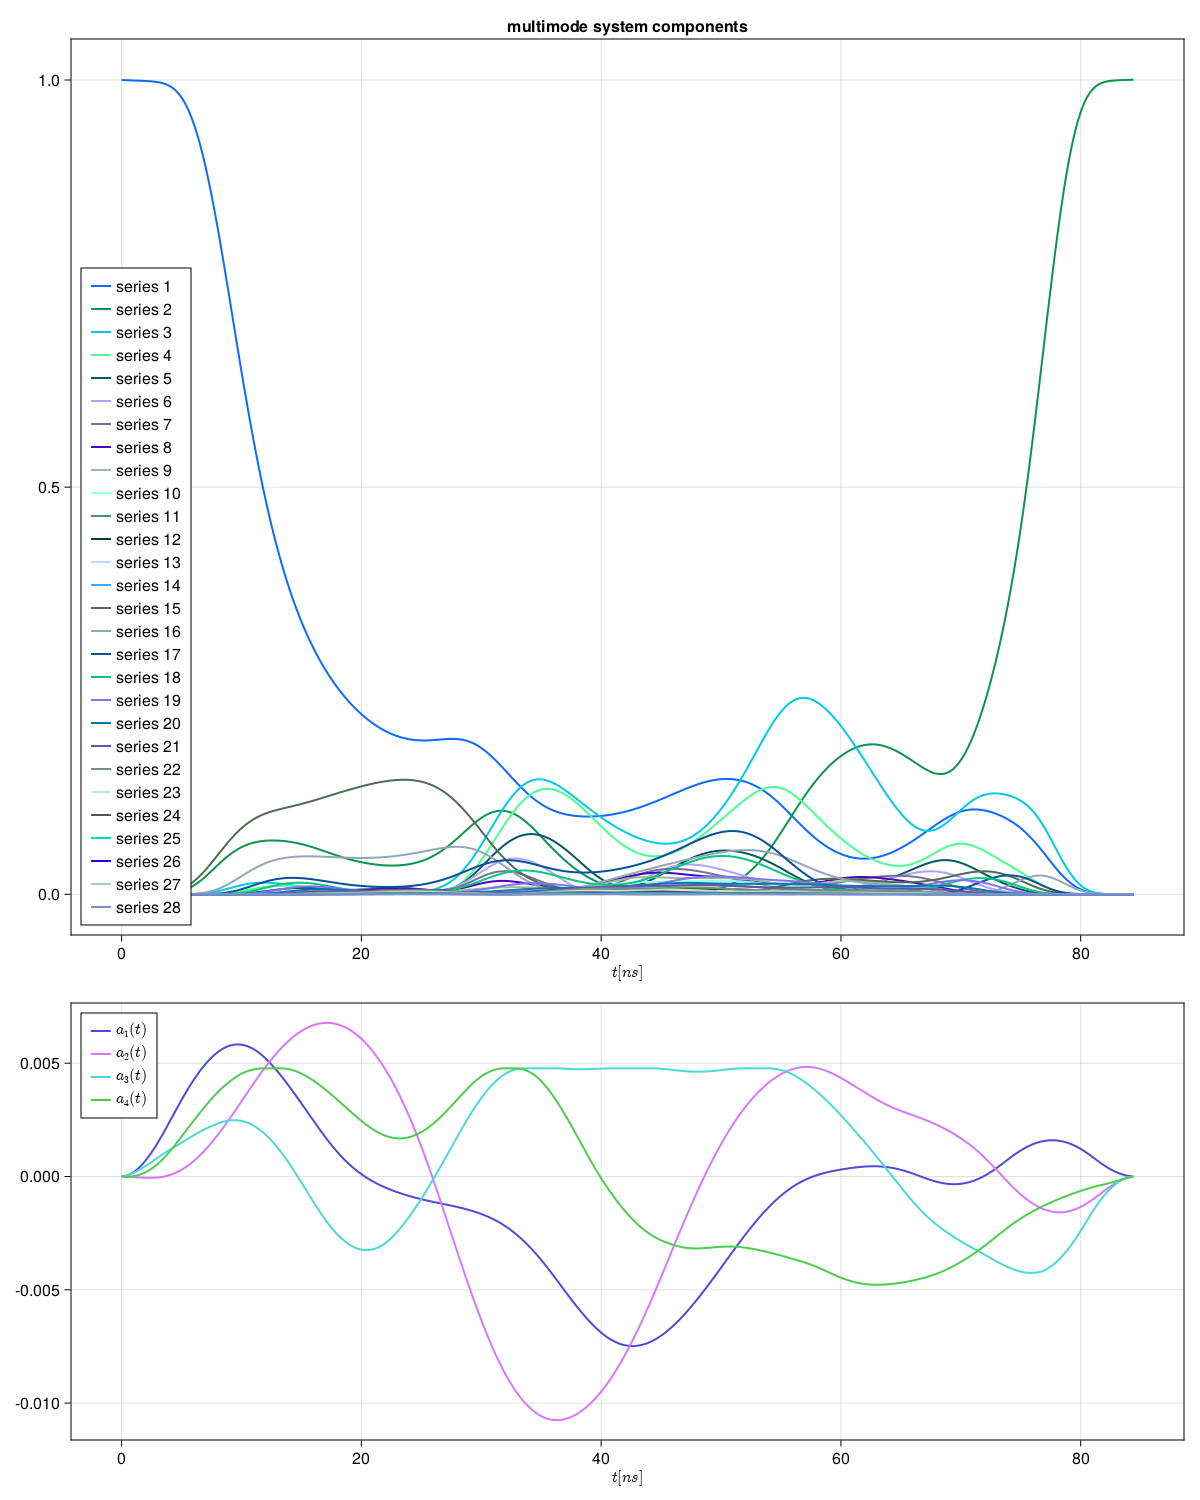 multimode system components
1.0
0.5
0.0
series 1
series 2
series 3
series 4
series 5
series 6
series 7
series 8
series 9
series 10
series 11
series 12
series 13
series 14
series 15
series 16
series 17
series 18
series 19
series 20
series 21
series 22
series 23
series 24
series 25
series 26
series 27
series 28
0 20 40 60 80
t[ns]
a₁(t)
a₂(t)
a₃(t)
a₄(t)
0.005
0.000
-0.005
-0.010
0 20 40 60 80
t[ns]